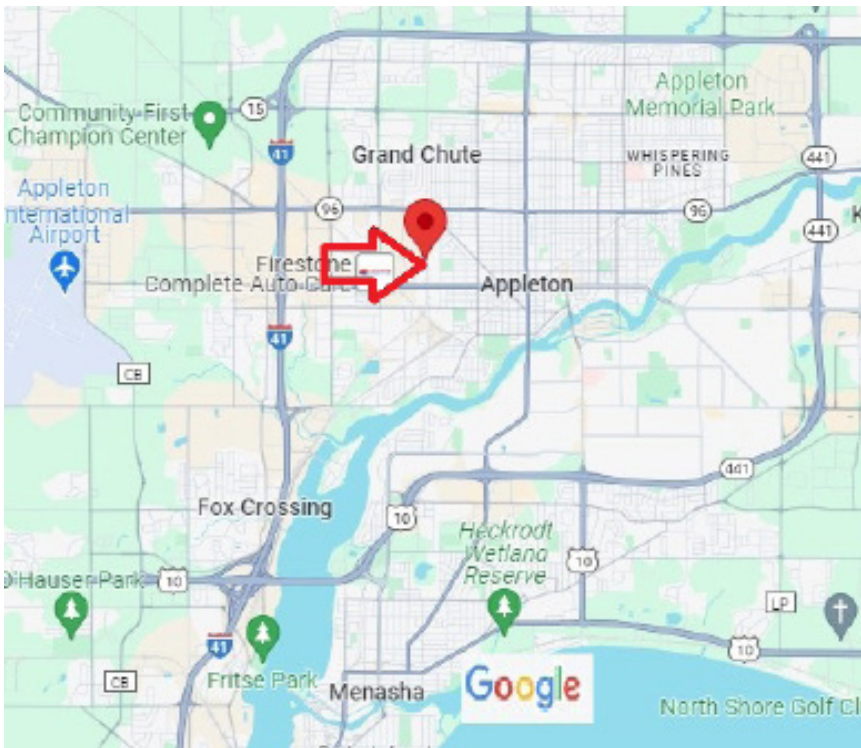 Appleton
Memorial Park
15
Community First
Champion Center
41
Grand Chute
WHISPERING
PINES
441
Appleton
International
Airport
96
96
441
K
Firestone
Complete Auto Care
Appleton
41
CB
441
Fox Crossing
10
Heckrodt
Wetland
Reserve
10
O'Hauser Park
10
LP
41
10
CB
Fritse Park
Menasha
Google
North Shore Golf Cl